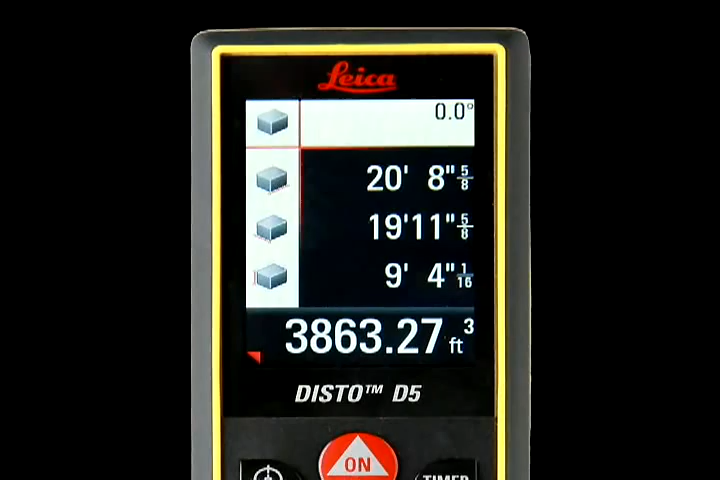 Leica
0.0°
20' 8" 5/8
19'11" 5/8
9' 4" 1/16
3863.27 ft³
DISTO™ D5
ON
TIMER